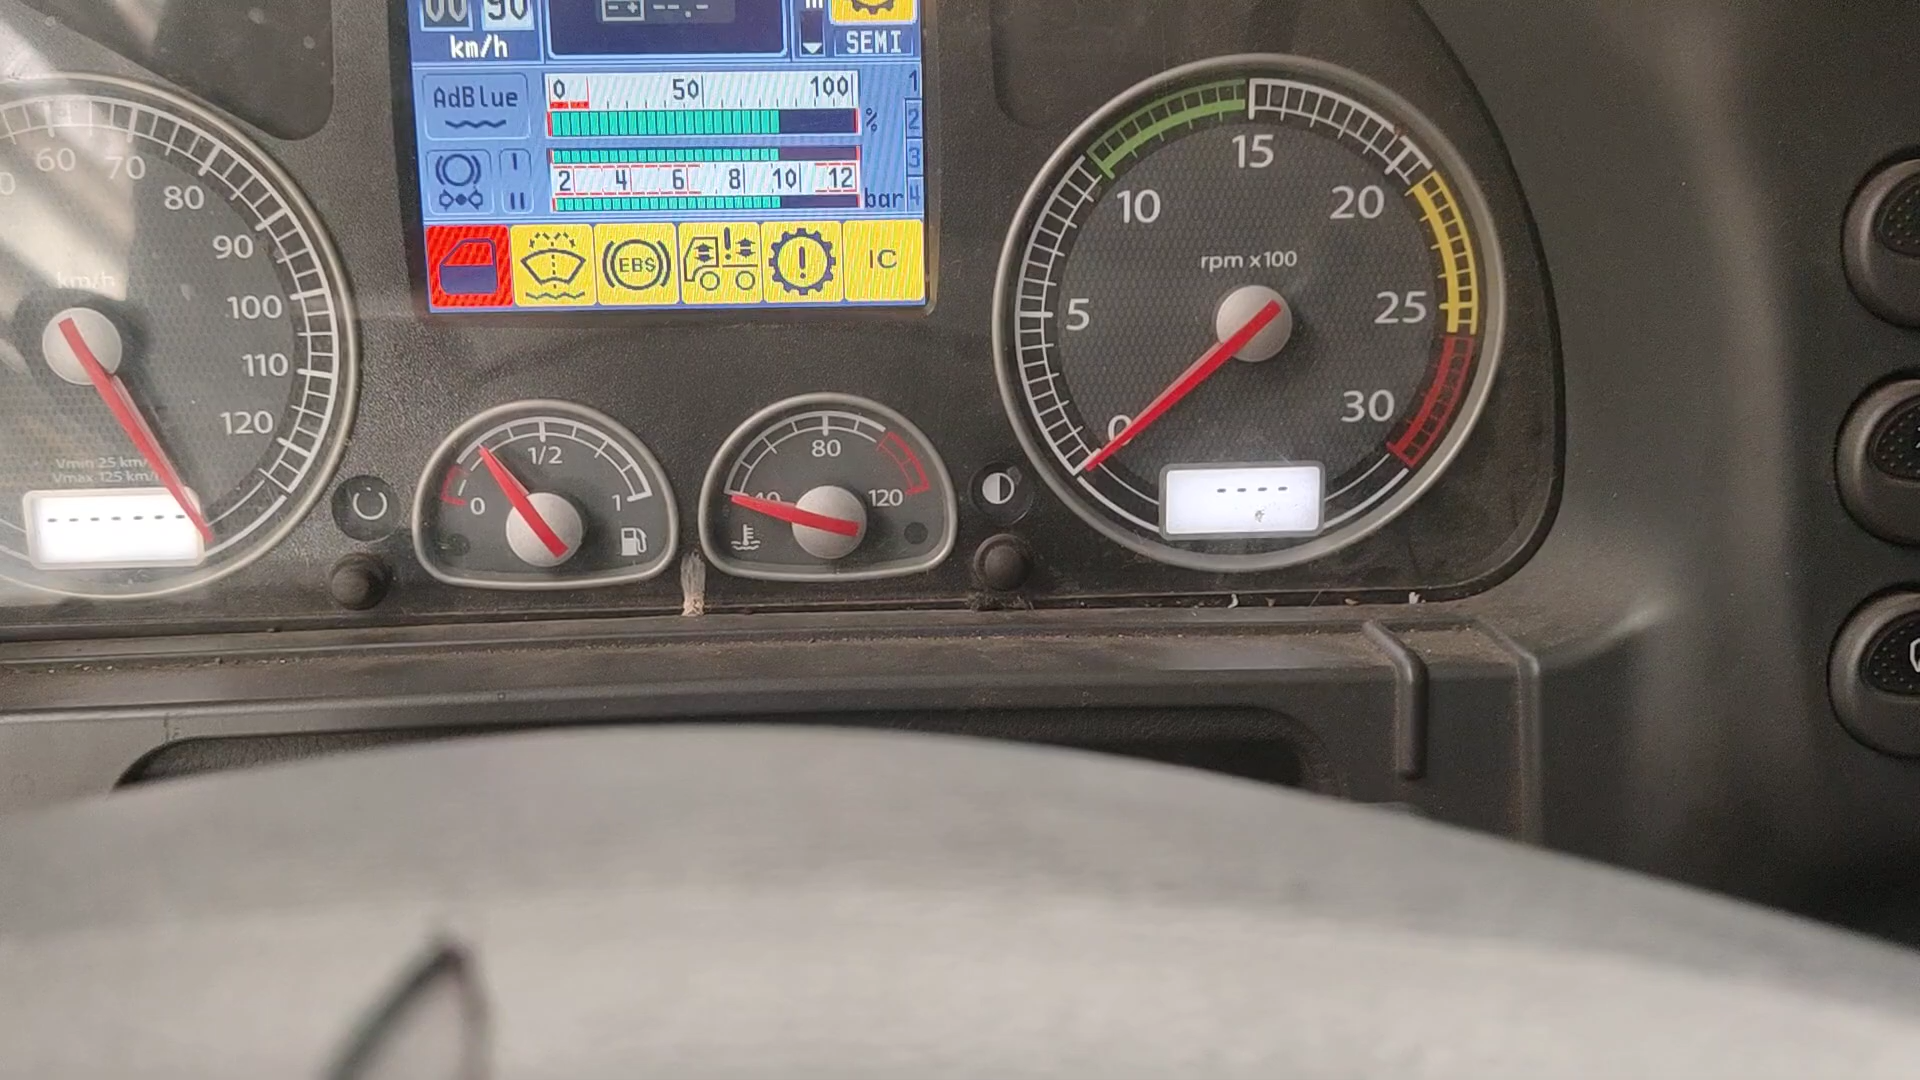 90
--.-
km/h
SEMI
AdBlue
0 50 100
%
1
2
3
4
I
II
2 4 6 8 10 12
bar
EBS
!
!
IC
60
70
80
90
100
110
120
km/h
Vmin 25 km/
Vmax 125 km/
-------
0 1/2 1
40 80 120
0
5
10
15
20
25
30
rpm x100
----